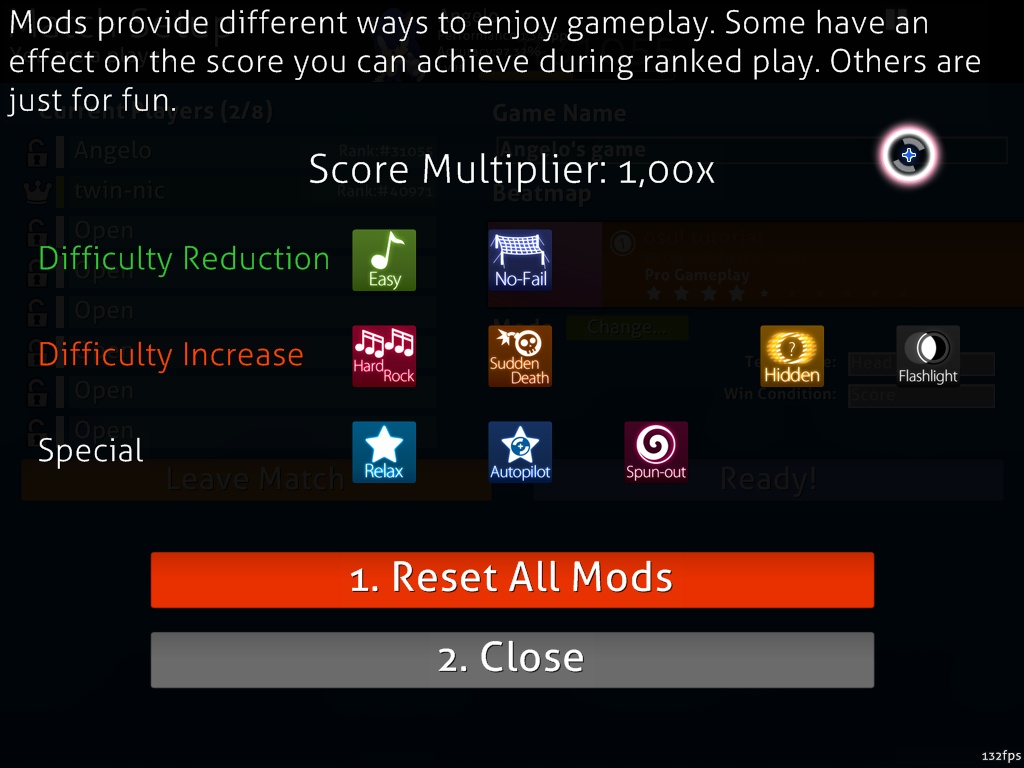 Mods provide different ways to enjoy gameplay. Some have an
effect on the score you can achieve during ranked play. Others are
just for fun.
Current Players (2/8)
Game Name
Angelo
Rank:#31055
Angelo's game
Score Multiplier: 1,00x
twin-nic
Rank:#40971
Beatmap
Open
Difficulty Reduction
Easy
No-Fail
Open
Pro Gameplay
Open
Change...
Difficulty Increase
Hard Rock
Sudden Death
Hidden
Flashlight
Head
Open
Win Condition:
Score
Open
Special
Relax
Autopilot
Spun-out
Leave Match
Ready!
1. Reset All Mods
2. Close
132fps